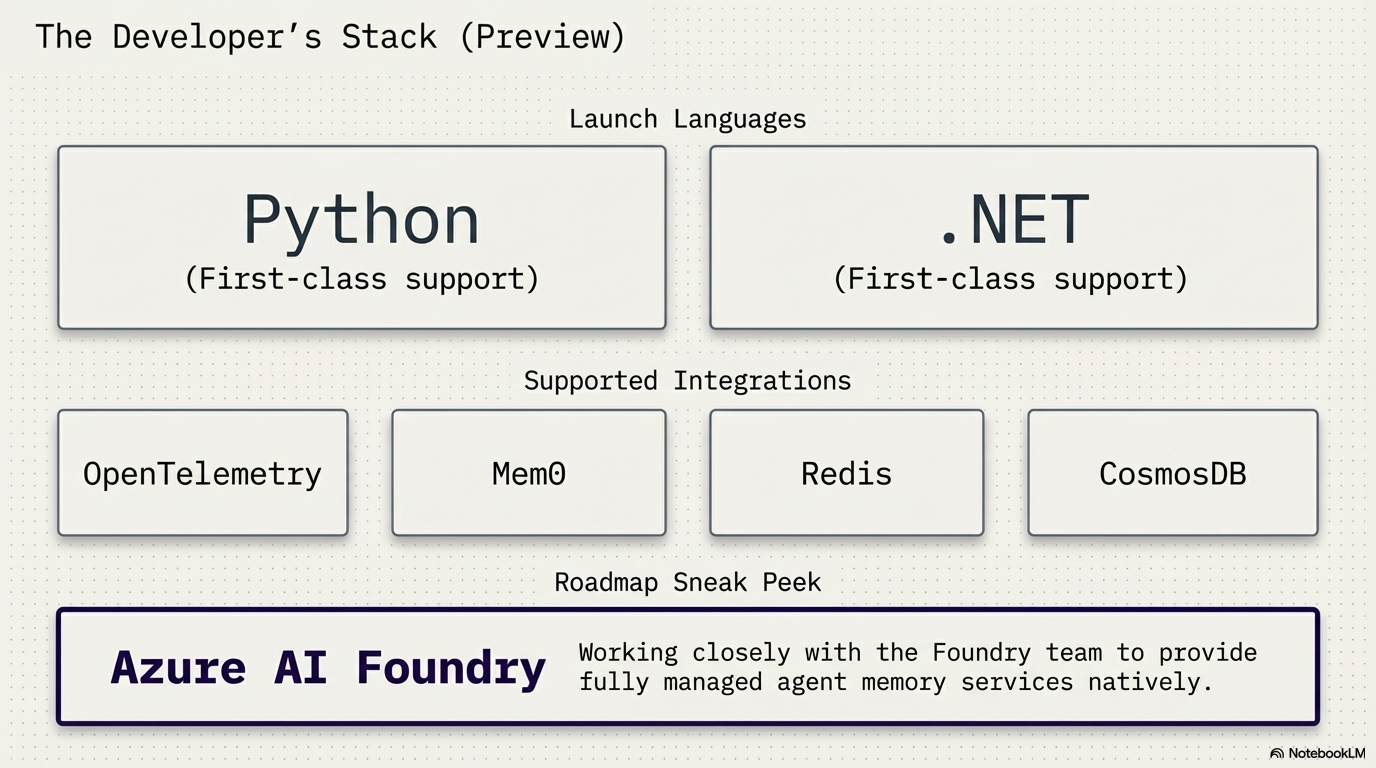 The Developer’s Stack (Preview)
Launch Languages
Python
(First-class support)
.NET
(First-class support)
Supported Integrations
OpenTelemetry
Mem0
Redis
CosmosDB
Roadmap Sneak Peek
Azure AI Foundry
Working closely with the Foundry team to provide
fully managed agent memory services natively.
NotebookLM